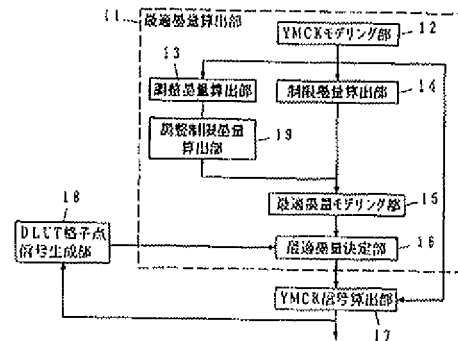 11
最適墨量算出部
YMCKモデリング部
12
13
調整墨量算出部
制限墨量算出部
14
調整制限墨量
算出部
19
最適墨量モデリング部
15
18
DLUT格子点
信号生成部
最適墨量決定部
16
YMCK信号算出部
17